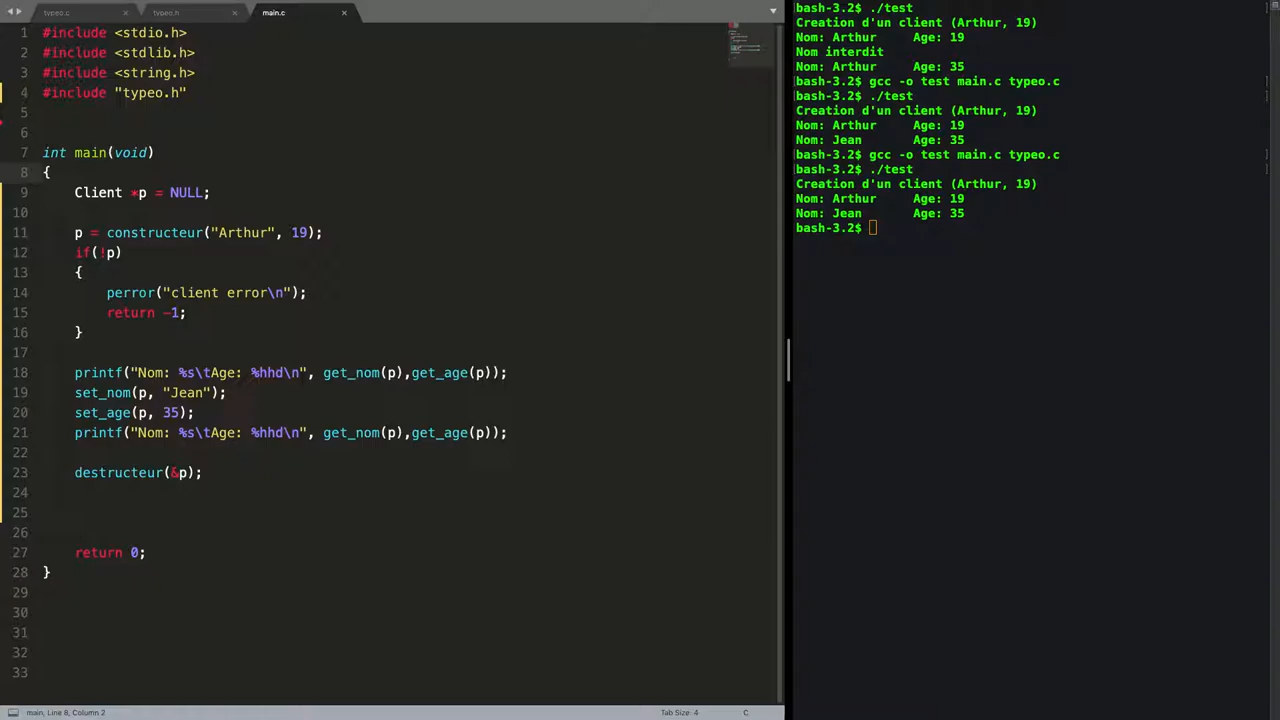 typeo.c typeo.h main.c
1 #include <stdio.h>
2 #include <stdlib.h>
3 #include <string.h>
4 #include "typeo.h"
5
6
7 int main(void)
8 {
9 Client *p = NULL;
10
11 p = constructeur("Arthur", 19);
12 if(!p)
13 {
14 perror("client error\n");
15 return -1;
16 }
17
18 printf("Nom: %s\tAge: %hhd\n", get_nom(p),get_age(p));
19 set_nom(p, "Jean");
20 set_age(p, 35);
21 printf("Nom: %s\tAge: %hhd\n", get_nom(p),get_age(p));
22
23 destructeur(&p);
24
25
26
27 return 0;
28 }
29
30
31
32
33
main, Line 8, Column 2
Tab Size: 4
C
bash-3.2$ ./test
Creation d'un client (Arthur, 19)
Nom: Arthur Age: 19
Nom interdit
Nom: Arthur Age: 35
bash-3.2$ gcc -o test main.c typeo.c
bash-3.2$ ./test
Creation d'un client (Arthur, 19)
Nom: Arthur Age: 19
Nom: Jean Age: 35
bash-3.2$ gcc -o test main.c typeo.c
bash-3.2$ ./test
Creation d'un client (Arthur, 19)
Nom: Arthur Age: 19
Nom: Jean Age: 35
bash-3.2$